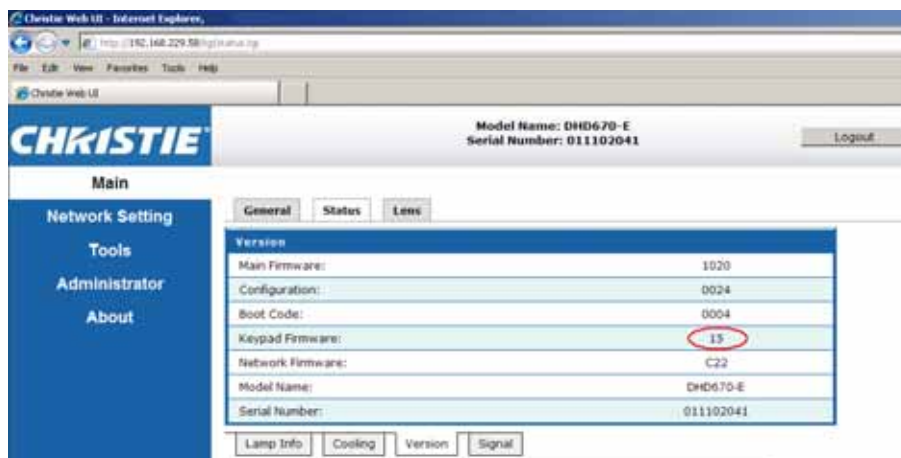 Christie Web UI - Internet Explorer,
http://192.168.229.58/cgi/status.cgi
File Edit View Favorites Tools Help
Christie Web UI
CHRISTIE
Model Name: DHD670-E
Serial Number: 011102041
Logout
Main
Network Setting
Tools
Administrator
About
General Status Lens
Version
Main Firmware: 1020
Configuration: 0024
Boot Code: 0004
Keypad Firmware: 15
Network Firmware: C22
Model Name: DHD670-E
Serial Number: 011102041
Lamp Info Cooling Version Signal